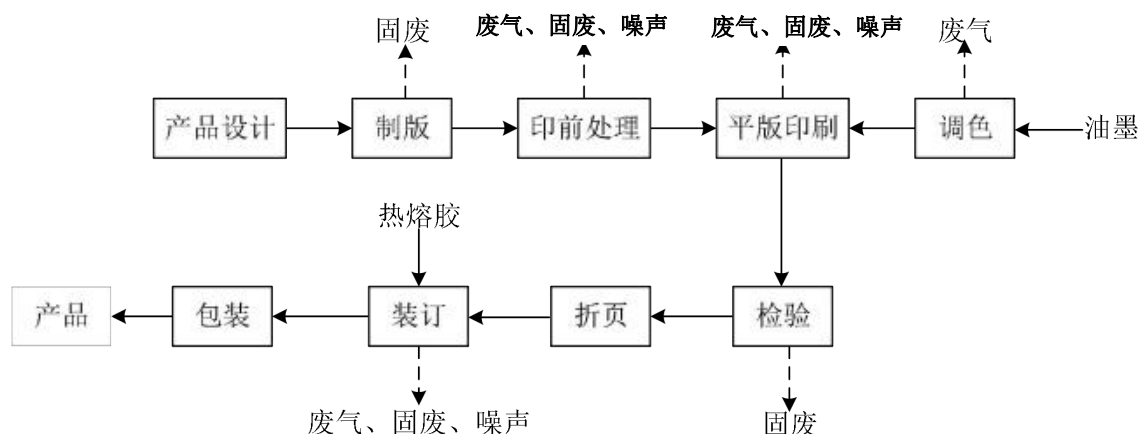 固废
废气、固废、噪声
废气、固废、噪声
废气
产品设计
制版
印前处理
平版印刷
调色
油墨
热熔胶
产品
包装
装订
折页
检验
废气、固废、噪声
固废